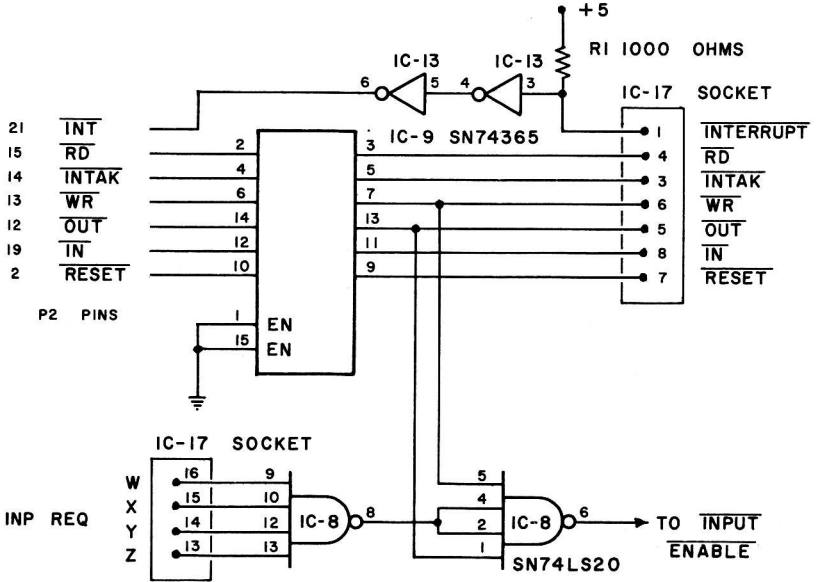 +5
R1 1000 OHMS
IC-13 IC-13
6 5 4 3
IC-17 SOCKET
IC-9 SN74365
21 INT
15 RD 2 3 4 RD
14 INTAK 4 5 3 INTAK
13 WR 6 7 6 WR
12 OUT 14 13 5 OUT
19 IN 12 11 8 IN
2 RESET 10 9 7 RESET
1 INTERRUPT
P2 PINS
1 EN
15 EN
IC-17 SOCKET
INP REQ
W 16 9
X 15 10
Y 14 12
Z 13 13
IC-8 8
5
4
2
1
IC-8 6
SN74LS20
TO INPUT
ENABLE